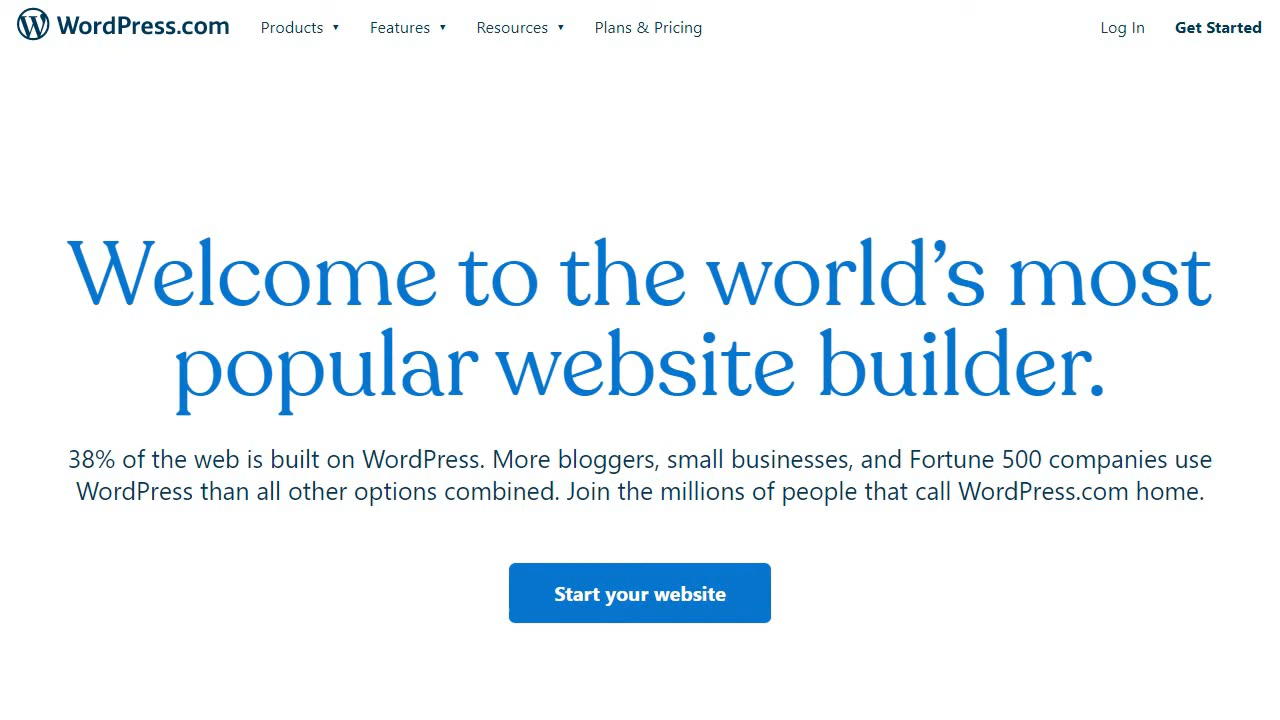 WordPress.com Products ▾ Features ▾ Resources ▾ Plans & Pricing Log In Get Started
Welcome to the world’s most
popular website builder.
38% of the web is built on WordPress. More bloggers, small businesses, and Fortune 500 companies use
WordPress than all other options combined. Join the millions of people that call WordPress.com home.
Start your website